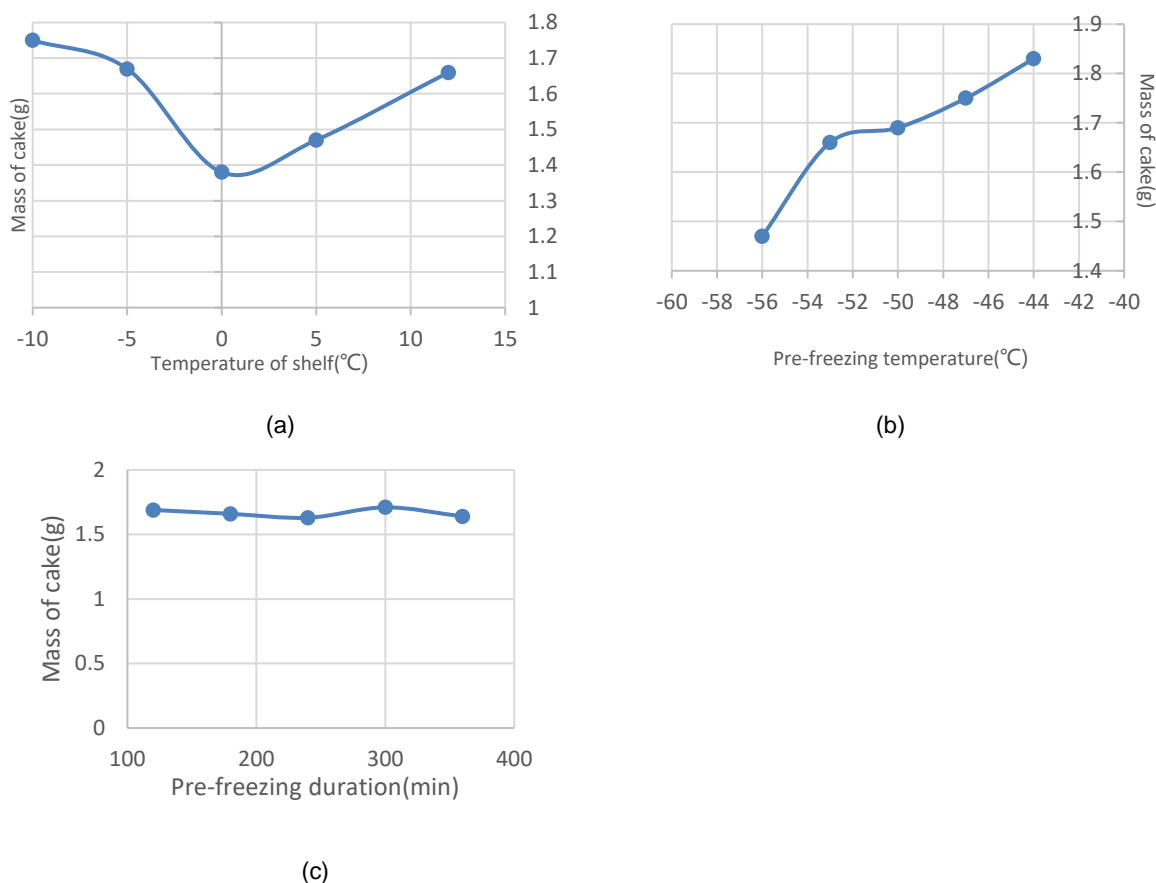 1.8
1.7
1.6
1.5
1.4
1.3
1.2
1.1
1
Mass of cake(g)
-10 -5 0 5 10 15
Temperature of shelf(℃)
(a)
1.9
1.8
1.7
1.6
1.5
1.4
Mass of cake(g)
-60 -58 -56 -54 -52 -50 -48 -46 -44 -42 -40
Pre-freezing temperature(℃)
(b)
2
1.5
1
0.5
0
Mass of cake(g)
100 200 300 400
Pre-freezing duration(min)
(c)